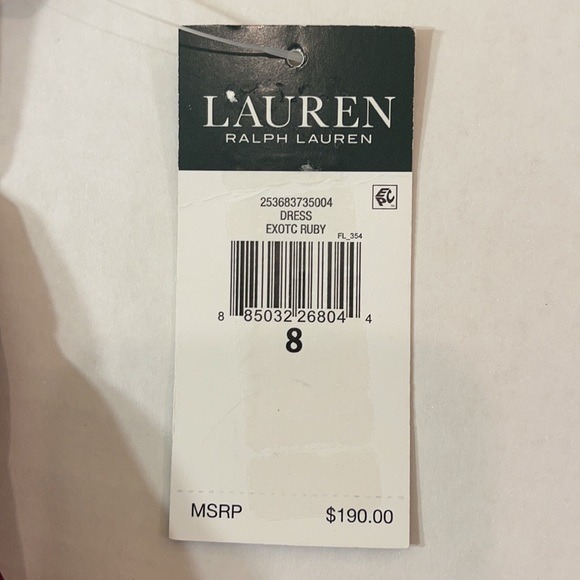 LAUREN
RALPH LAUREN
253683735004
DRESS
EXOTC RUBY
FL_354
8 85032 26804 4
8
MSRP $190.00